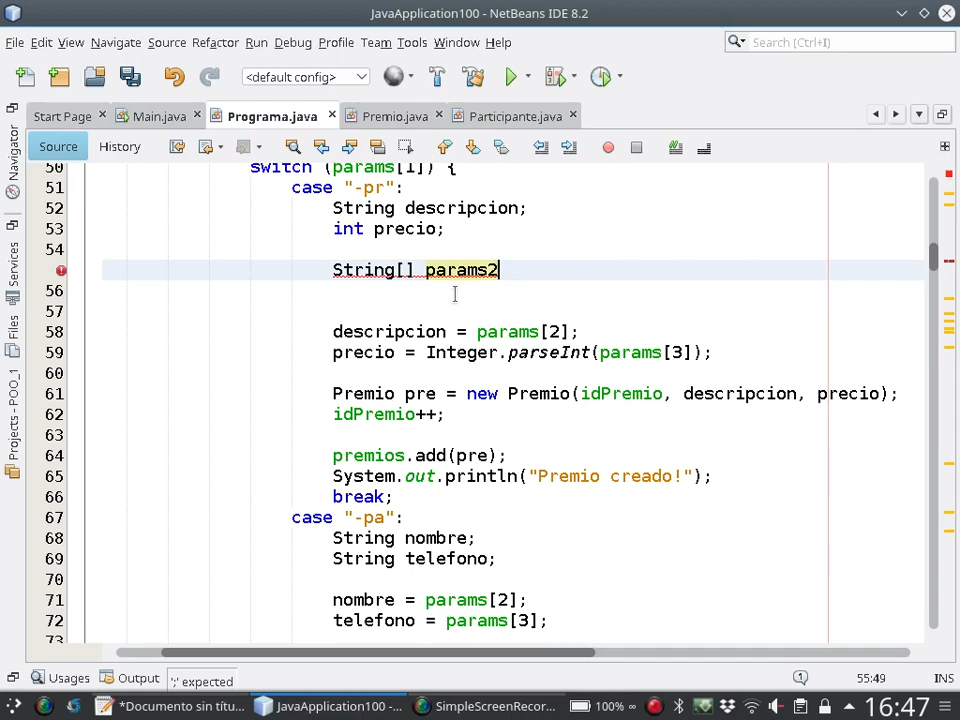 JavaApplication100 - NetBeans IDE 8.2
File Edit View Navigate Source Refactor Run Debug Profile Team Tools Window Help
Search (Ctrl+I)
<default config>
Start Page Main.java Programa.java Premio.java Participante.java
Source History
Navigator
Services
Files
Projects - POO_1
50 switch (params[1]) {
51 case "-pr":
52 String descripcion;
53 int precio;
54
String[] params2
56
57
58 descripcion = params[2];
59 precio = Integer.parseInt(params[3]);
60
61 Premio pre = new Premio(idPremio, descripcion, precio);
62 idPremio++;
63
64 premios.add(pre);
65 System.out.println("Premio creado!");
66 break;
67 case "-pa":
68 String nombre;
69 String telefono;
70
71 nombre = params[2];
72 telefono = params[3];
73
Usages Output ';' expected 1 55:49 INS
*Documento sin títu... JavaApplication100 -... SimpleScreenRecor... 100% ∞ 16:47